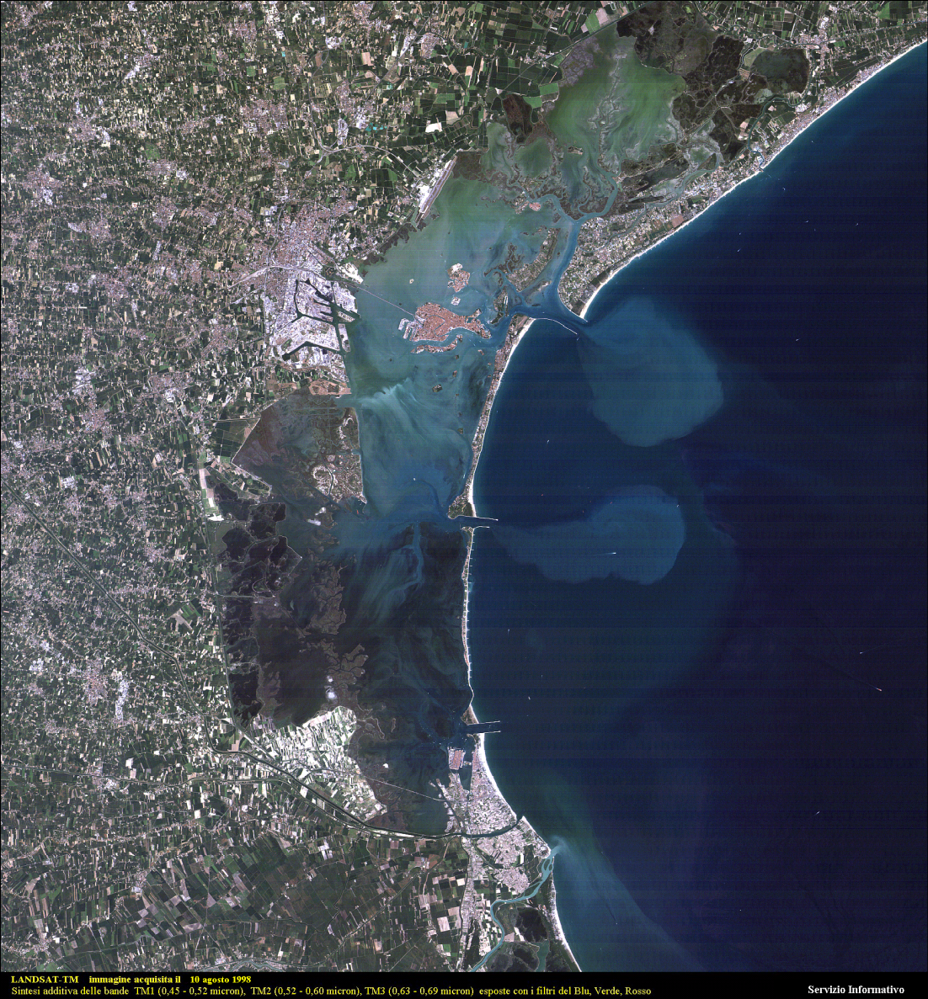 LANDSAT-TM immagine acquisita il 10 agosto 1998
Sintesi additiva delle bande TM1 (0,45 - 0,52 micron), TM2 (0,52 - 0,60 micron), TM3 (0,63 - 0,69 micron) esposte con i filtri del Blu, Verde, Rosso
Servizio Informativo